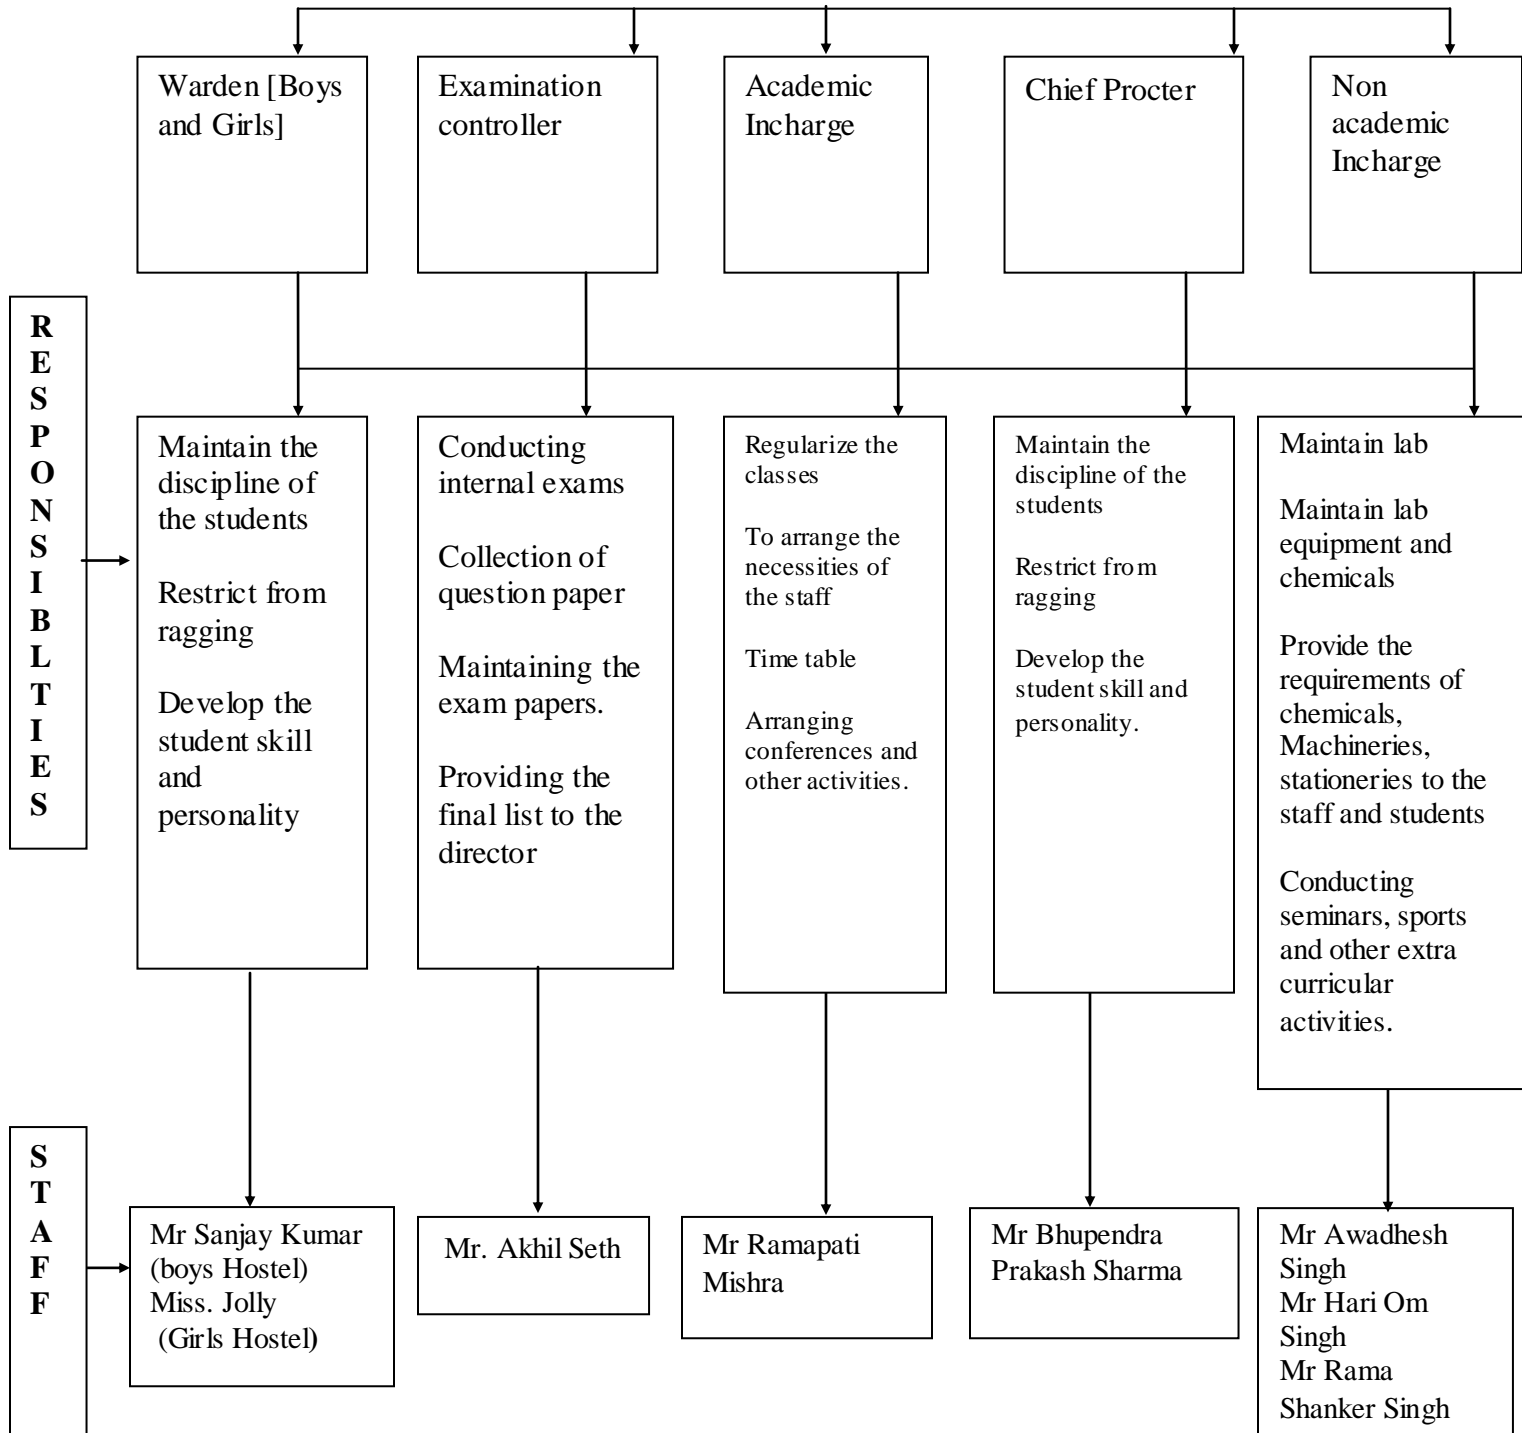 Warden [Boys
and Girls]
Examination
controller
Academic
Incharge
Chief Procter
Non
academic
Incharge
R
E
S
P
O
N
S
I
B
L
T
I
E
S
Maintain the
discipline of
the students
Restrict from
ragging
Develop the
student skill
and
personality
Conducting
internal exams
Collection of
question paper
Maintaining the
exam papers.
Providing the
final list to the
director
Regularize the
classes
To arrange the
necessities of
the staff
Time table
Arranging
conferences and
other activities.
Maintain the
discipline of the
students
Restrict from
ragging
Develop the
student skill and
personality.
Maintain lab
Maintain lab
equipment and
chemicals
Provide the
requirements of
chemicals,
Machineries,
stationeries to the
staff and students
Conducting
seminars, sports
and other extra
curricular
activities.
S
T
A
F
F
Mr Sanjay Kumar
(boys Hostel)
Miss. Jolly
(Girls Hostel)
Mr. Akhil Seth
Mr Ramapati
Mishra
Mr Bhupendra
Prakash Sharma
Mr Awadhesh
Singh
Mr Hari Om
Singh
Mr Rama
Shanker Singh